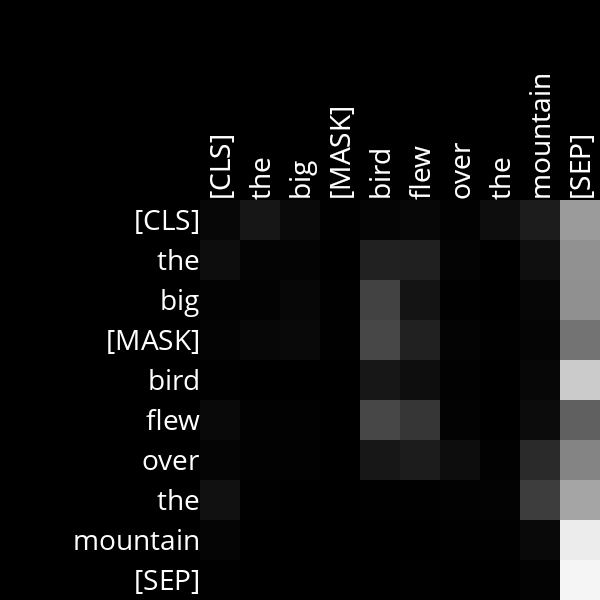 [CLS] the big [MASK] bird flew over the mountain [SEP]
[CLS]
the
big
[MASK]
bird
flew
over
the
mountain
[SEP]